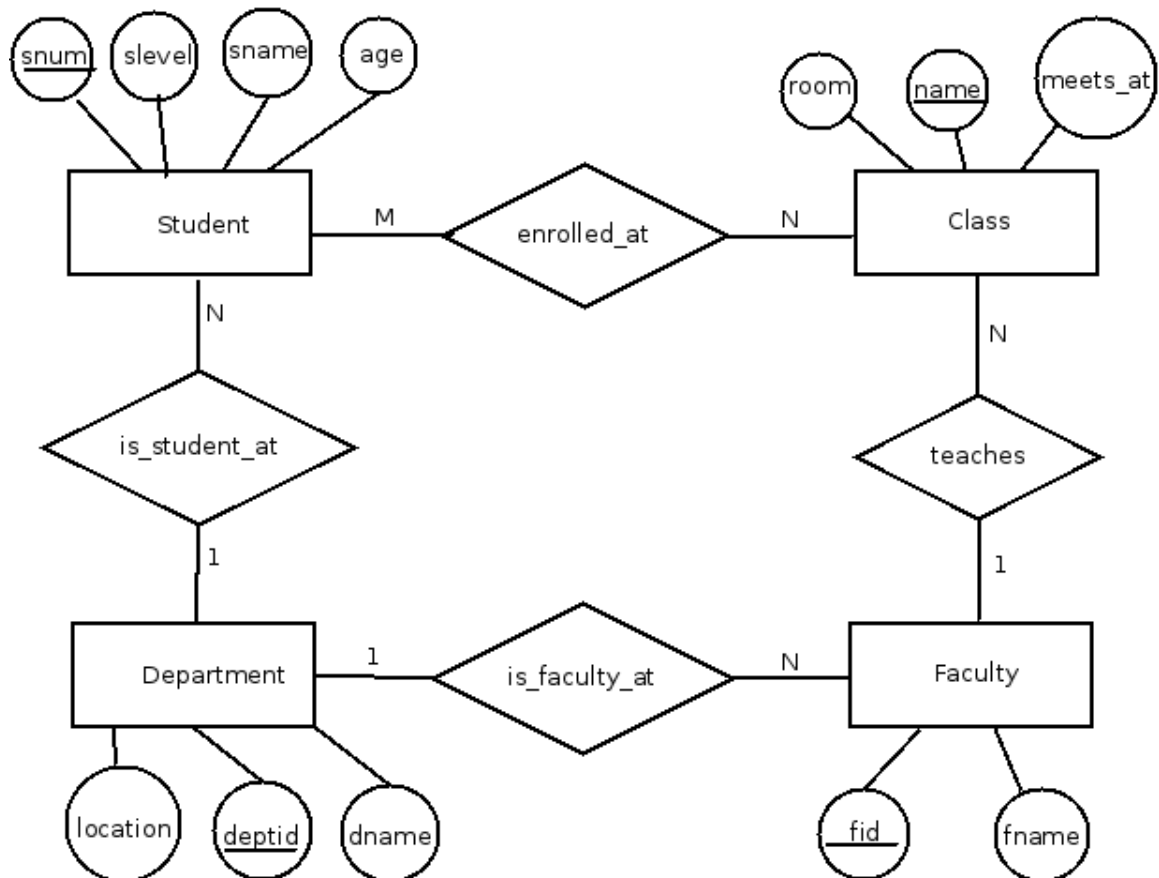 snum
slevel
sname
age
room
name
meets_at
Student
M
enrolled_at
N
Class
N
N
is_student_at
teaches
1
1
Department
1
is_faculty_at
N
Faculty
location
deptid
dname
fid
fname